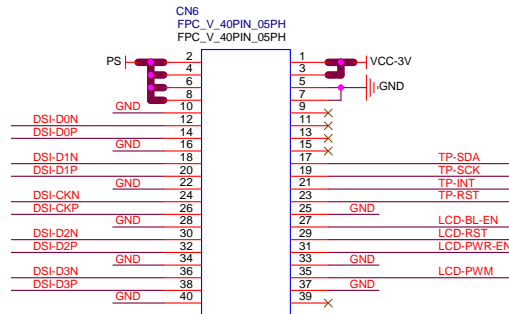 CN6
FPC_V_40PIN_05PH
FPC_V_40PIN_05PH
PS 2 1 VCC-3V
4 3
6 5 GND
8 7
GND 10 9
DSI-D0N 12 11
DSI-D0P 14 13
GND 16 15
DSI-D1N 18 17 TP-SDA
DSI-D1P 20 19 TP-SCK
GND 22 21 TP-INT
DSI-CKN 24 23 TP-RST
DSI-CKP 26 25 GND
GND 28 27 LCD-BL-EN
DSI-D2N 30 29 LCD-RST
DSI-D2P 32 31 LCD-PWR-EN
GND 34 33 GND
DSI-D3N 36 35 LCD-PWM
DSI-D3P 38 37 GND
GND 40 39